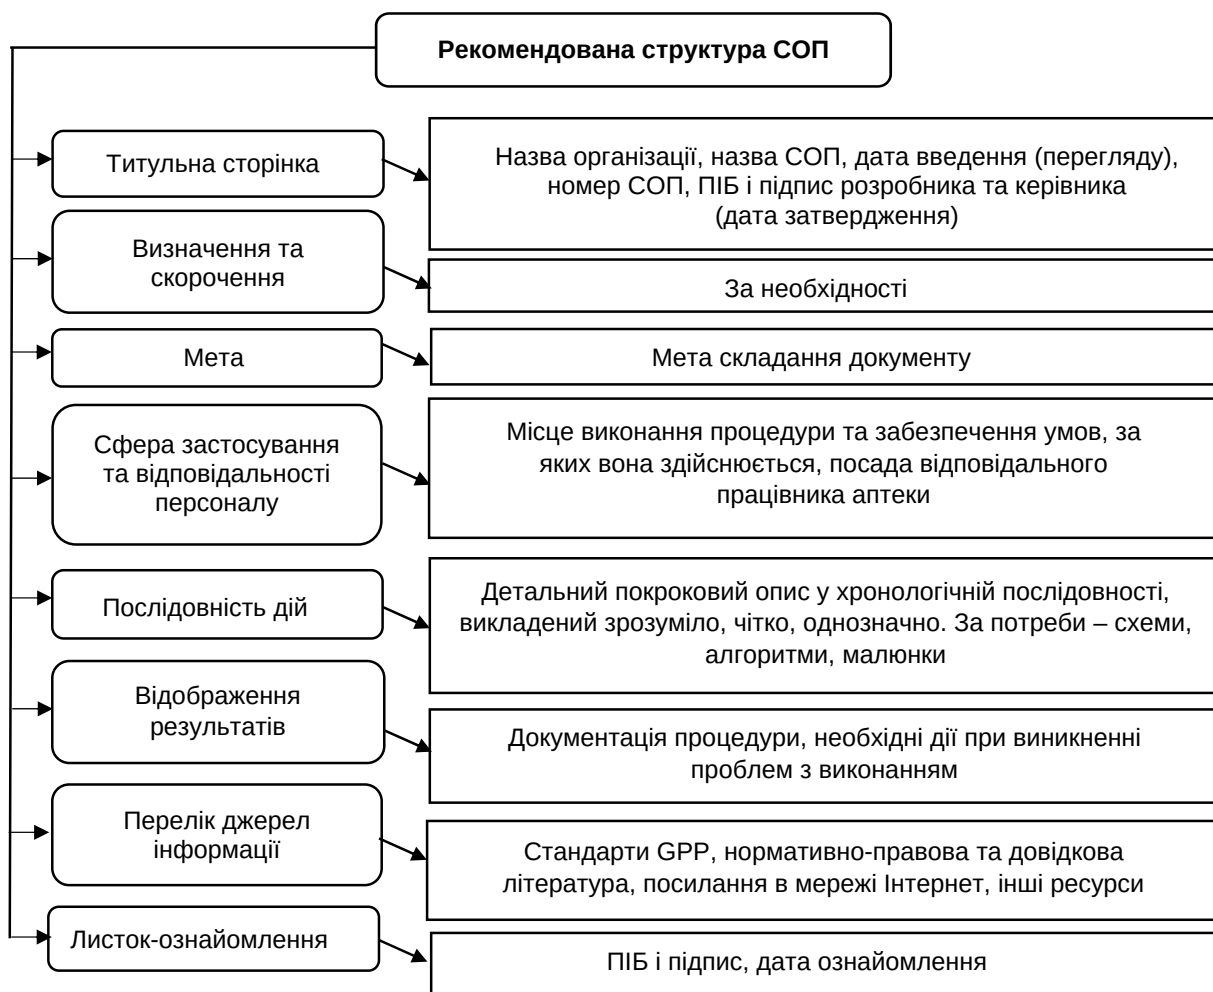 Рекомендована структура СОП
Титульна сторінка
Назва організації, назва СОП, дата введення (перегляду),
номер СОП, ПІБ і підпис розробника та керівника
(дата затвердження)
Визначення та
скорочення
За необхідності
Мета
Мета складання документу
Сфера застосування
та відповідальності
персоналу
Місце виконання процедури та забезпечення умов, за
яких вона здійснюється, посада відповідального
працівника аптеки
Послідовність дій
Детальний покроковий опис у хронологічній послідовності,
викладений зрозуміло, чітко, однозначно. За потреби – схеми,
алгоритми, малюнки
Відображення
результатів
Документація процедури, необхідні дії при виникненні
проблем з виконанням
Перелік джерел
інформації
Стандарти GPP, нормативно-правова та довідкова
література, посилання в мережі Інтернет, інші ресурси
Листок-ознайомлення
ПІБ і підпис, дата ознайомлення